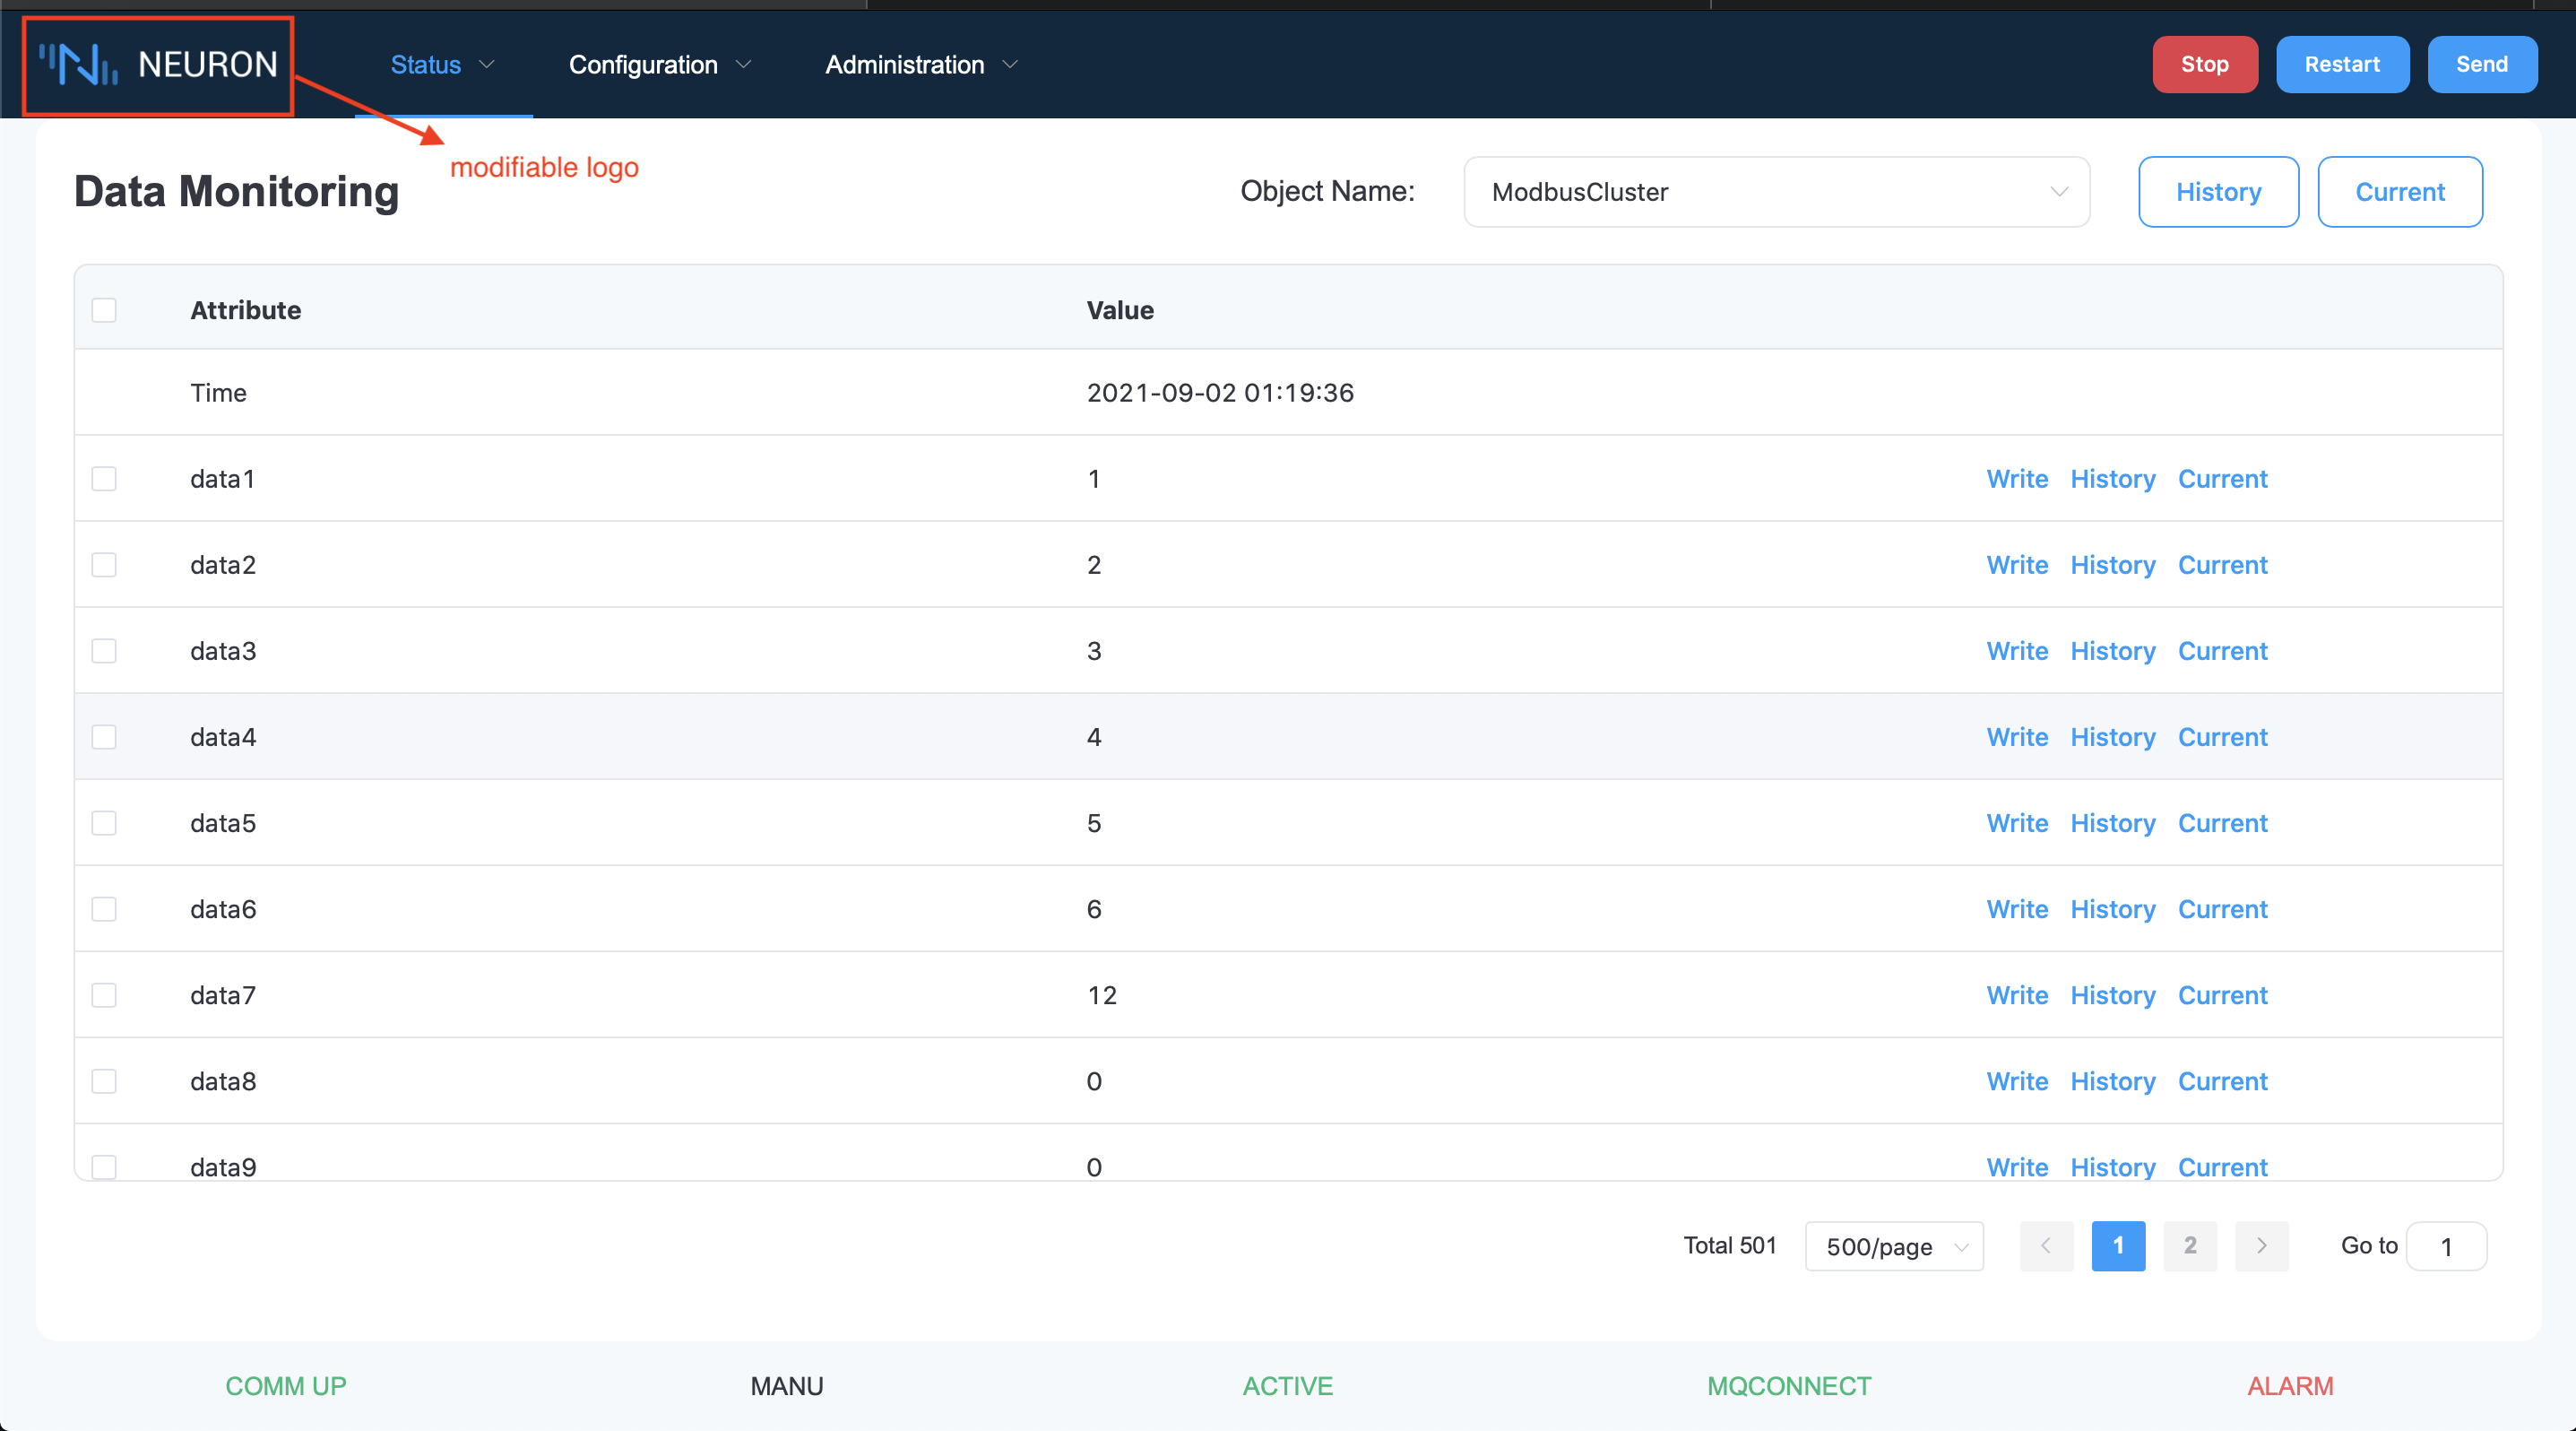 NEURON Status Configuration Administration Stop Restart Send
modifiable logo
Data Monitoring Object Name: ModbusCluster History Current
Attribute Value
Time 2021-09-02 01:19:36
data1 1 Write History Current
data2 2 Write History Current
data3 3 Write History Current
data4 4 Write History Current
data5 5 Write History Current
data6 6 Write History Current
data7 12 Write History Current
data8 0 Write History Current
data9 0 Write History Current
Total 501 500/page 1 2 Go to 1
COMM UP MANU ACTIVE MQCONNECT ALARM